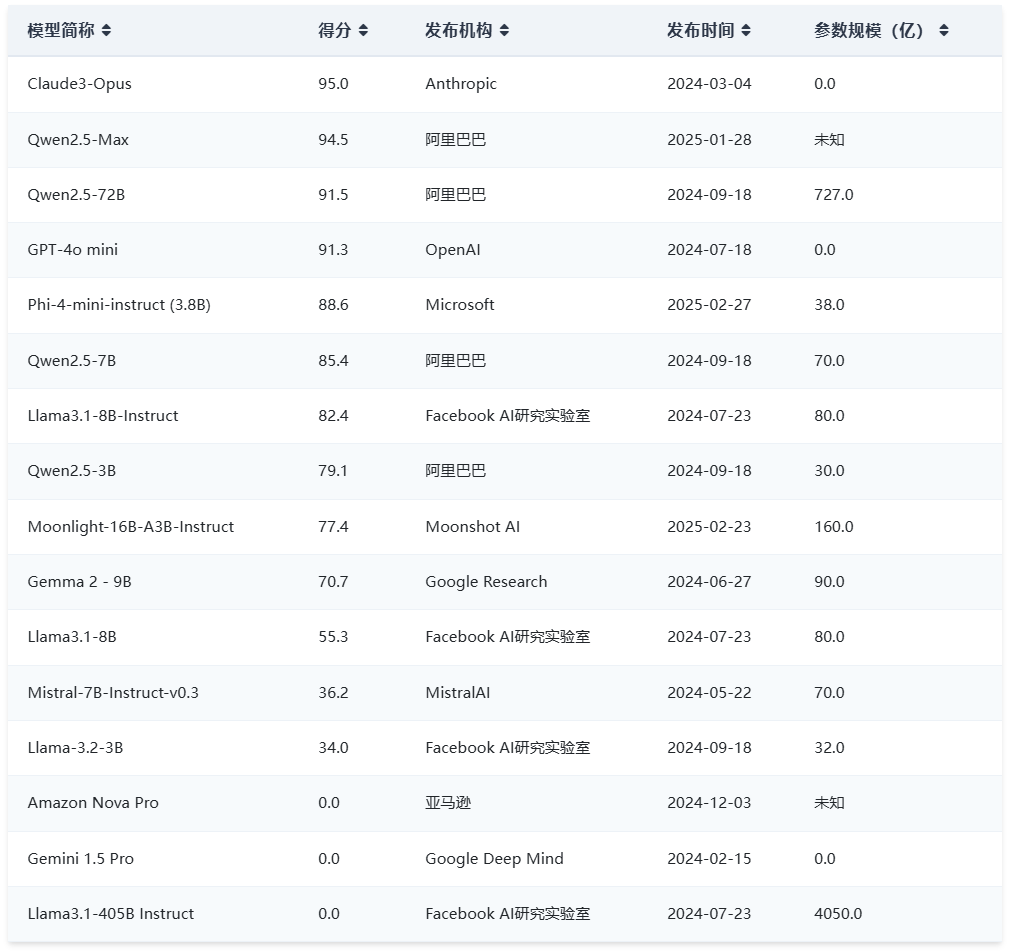 模型简称 得分 发布机构 发布时间 参数规模（亿）
Claude3-Opus 95.0 Anthropic 2024-03-04 0.0
Qwen2.5-Max 94.5 阿里巴巴 2025-01-28 未知
Qwen2.5-72B 91.5 阿里巴巴 2024-09-18 727.0
GPT-4o mini 91.3 OpenAI 2024-07-18 0.0
Phi-4-mini-instruct (3.8B) 88.6 Microsoft 2025-02-27 38.0
Qwen2.5-7B 85.4 阿里巴巴 2024-09-18 70.0
Llama3.1-8B-Instruct 82.4 Facebook AI研究实验室 2024-07-23 80.0
Qwen2.5-3B 79.1 阿里巴巴 2024-09-18 30.0
Moonlight-16B-A3B-Instruct 77.4 Moonshot AI 2025-02-23 160.0
Gemma 2 - 9B 70.7 Google Research 2024-06-27 90.0
Llama3.1-8B 55.3 Facebook AI研究实验室 2024-07-23 80.0
Mistral-7B-Instruct-v0.3 36.2 MistralAI 2024-05-22 70.0
Llama-3.2-3B 34.0 Facebook AI研究实验室 2024-09-18 32.0
Amazon Nova Pro 0.0 亚马逊 2024-12-03 未知
Gemini 1.5 Pro 0.0 Google Deep Mind 2024-02-15 0.0
Llama3.1-405B Instruct 0.0 Facebook AI研究实验室 2024-07-23 4050.0